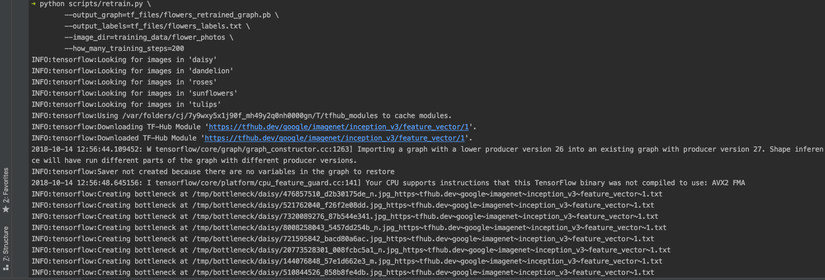 ➜ python scripts/retrain.py \
--output_graph=tf_files/flowers_retrained_graph.pb \
--output_labels=tf_files/flowers_labels.txt \
--image_dir=training_data/flower_photos \
--how_many_training_steps=200
INFO:tensorflow:Looking for images in 'daisy'
INFO:tensorflow:Looking for images in 'dandelion'
INFO:tensorflow:Looking for images in 'roses'
INFO:tensorflow:Looking for images in 'sunflowers'
INFO:tensorflow:Looking for images in 'tulips'
INFO:tensorflow:Using /var/folders/cj/7y9wxy5x1j90f_mh49y2q0nh0000gn/T/tfhub_modules to cache modules.
INFO:tensorflow:Downloading TF-Hub Module 'https://tfhub.dev/google/imagenet/inception_v3/feature_vector/1'.
INFO:tensorflow:Downloaded TF-Hub Module 'https://tfhub.dev/google/imagenet/inception_v3/feature_vector/1'.
2018-10-14 12:56:44.109452: W tensorflow/core/graph/graph_constructor.cc:1263] Importing a graph with a lower producer version 26 into an existing graph with producer version 27. Shape inferen
ce will have run different parts of the graph with different producer versions.
INFO:tensorflow:Saver not created because there are no variables in the graph to restore
2018-10-14 12:56:48.645156: I tensorflow/core/platform/cpu_feature_guard.cc:141] Your CPU supports instructions that this TensorFlow binary was not compiled to use: AVX2 FMA
INFO:tensorflow:Creating bottleneck at /tmp/bottleneck/daisy/476857510_d2b30175de_n.jpg_https~tfhub.dev~google~imagenet~inception_v3~feature_vector~1.txt
INFO:tensorflow:Creating bottleneck at /tmp/bottleneck/daisy/521762040_f26f2e08dd.jpg_https~tfhub.dev~google~imagenet~inception_v3~feature_vector~1.txt
INFO:tensorflow:Creating bottleneck at /tmp/bottleneck/daisy/7320089276_87b544e341.jpg_https~tfhub.dev~google~imagenet~inception_v3~feature_vector~1.txt
INFO:tensorflow:Creating bottleneck at /tmp/bottleneck/daisy/8008258043_5457dd254b_n.jpg_https~tfhub.dev~google~imagenet~inception_v3~feature_vector~1.txt
INFO:tensorflow:Creating bottleneck at /tmp/bottleneck/daisy/721595842_bacd80a6ac.jpg_https~tfhub.dev~google~imagenet~inception_v3~feature_vector~1.txt
INFO:tensorflow:Creating bottleneck at /tmp/bottleneck/daisy/20773528301_008fcbc5a1_n.jpg_https~tfhub.dev~google~imagenet~inception_v3~feature_vector~1.txt
INFO:tensorflow:Creating bottleneck at /tmp/bottleneck/daisy/144076848_57e1d662e3_m.jpg_https~tfhub.dev~google~imagenet~inception_v3~feature_vector~1.txt
INFO:tensorflow:Creating bottleneck at /tmp/bottleneck/daisy/510844526_858b8fe4db.jpg_https~tfhub.dev~google~imagenet~inception_v3~feature_vector~1.txt
2: Favorites
7: Structure